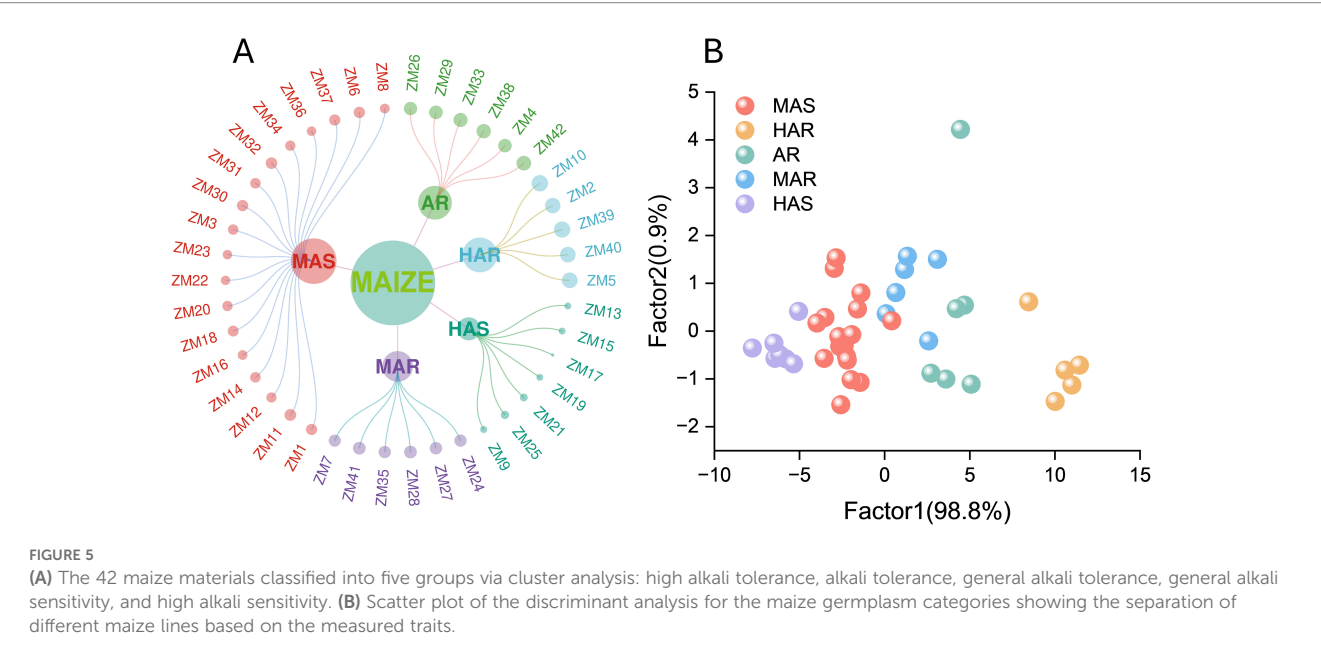 A
MAIZE
MAS
ZM8
ZM6
ZM37
ZM36
ZM34
ZM32
ZM31
ZM30
ZM3
ZM23
ZM22
ZM20
ZM18
ZM16
ZM14
ZM12
ZM11
ZM1
AR
ZM26
ZM29
ZM33
ZM38
ZM4
ZM42
HAR
ZM10
ZM2
ZM39
ZM40
ZM5
HAS
ZM13
ZM15
ZM17
ZM19
ZM21
ZM25
ZM9
MAR
ZM7
ZM41
ZM35
ZM28
ZM27
ZM24
B
MAS
HAR
AR
MAR
HAS
Factor2(0.9%)
5
4
3
2
1
0
−1
−2
−10
−5
0
5
10
15
Factor1(98.8%)
FIGURE 5
(A) The 42 maize materials classified into five groups via cluster analysis: high alkali tolerance, alkali tolerance, general alkali tolerance, general alkali
sensitivity, and high alkali sensitivity. (B) Scatter plot of the discriminant analysis for the maize germplasm categories showing the separation of
different maize lines based on the measured traits.